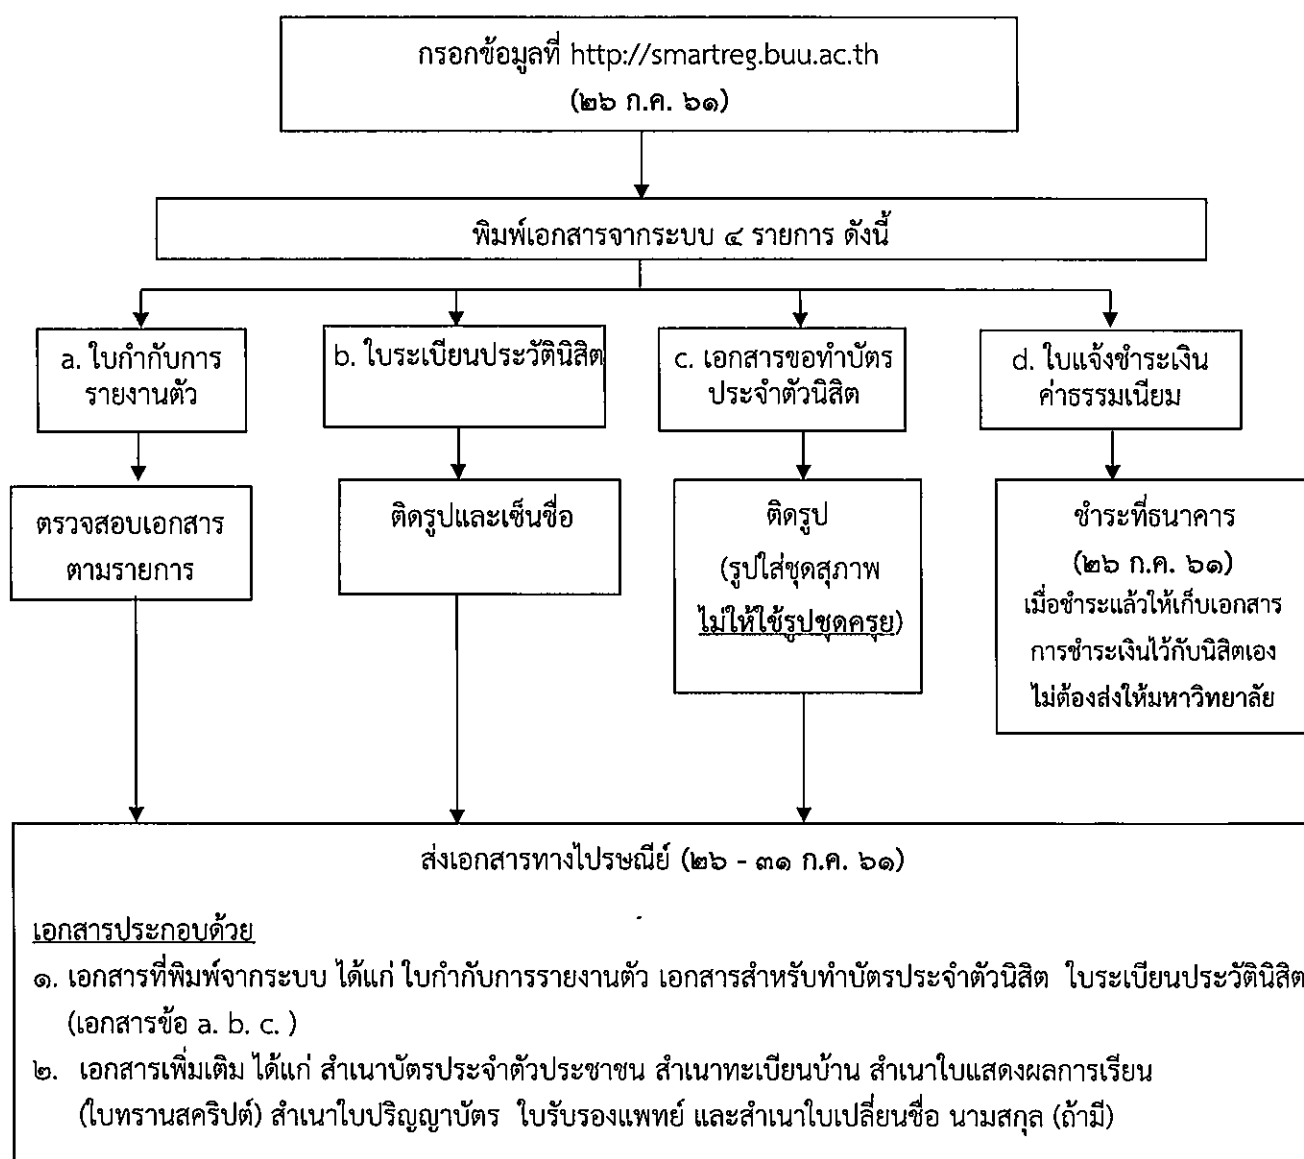 กรอกข้อมูลที่ http://smartreg.buu.ac.th
(๒๖ ก.ค. ๖๑)
พิมพ์เอกสารจากระบบ ๔ รายการ ดังนี้
a. ใบกำกับการ
รายงานตัว
b. ใบระเบียนประวัตินิสิต
c. เอกสารขอทำบัตร
ประจำตัวนิสิต
d. ใบแจ้งชำระเงิน
ค่าธรรมเนียม
ตรวจสอบเอกสาร
ตามรายการ
ติดรูปและเซ็นชื่อ
ติดรูป
(รูปใส่ชุดสุภาพ
ไม่ให้ใช้รูปชุดครุย)
ชำระที่ธนาคาร
(๒๖ ก.ค. ๖๑)
เมื่อชำระแล้วให้เก็บเอกสาร
การชำระเงินไว้กับนิสิตเอง
ไม่ต้องส่งให้มหาวิทยาลัย
ส่งเอกสารทางไปรษณีย์ (๒๖ - ๓๑ ก.ค. ๖๑)
เอกสารประกอบด้วย
๑. เอกสารที่พิมพ์จากระบบ ได้แก่ ใบกำกับการรายงานตัว เอกสารสำหรับทำบัตรประจำตัวนิสิต ใบระเบียนประวัตินิสิต
(เอกสารข้อ a. b. c. )
๒. เอกสารเพิ่มเติม ได้แก่ สำเนาบัตรประจำตัวประชาชน สำเนาทะเบียนบ้าน สำเนาใบแสดงผลการเรียน
(ใบทรานสคริปต์) สำเนาใบปริญญาบัตร ใบรับรองแพทย์ และสำเนาใบเปลี่ยนชื่อ นามสกุล (ถ้ามี)